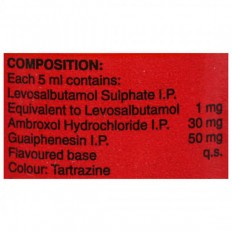 COMPOSITION:
Each 5 ml contains:
Levosalbutamol Sulphate I.P.
Equivalent to Levosalbutamol 1 mg
Ambroxol Hydrochloride I.P. 30 mg
Guaiphenesin I.P. 50 mg
Flavoured base q.s.
Colour: Tartrazine